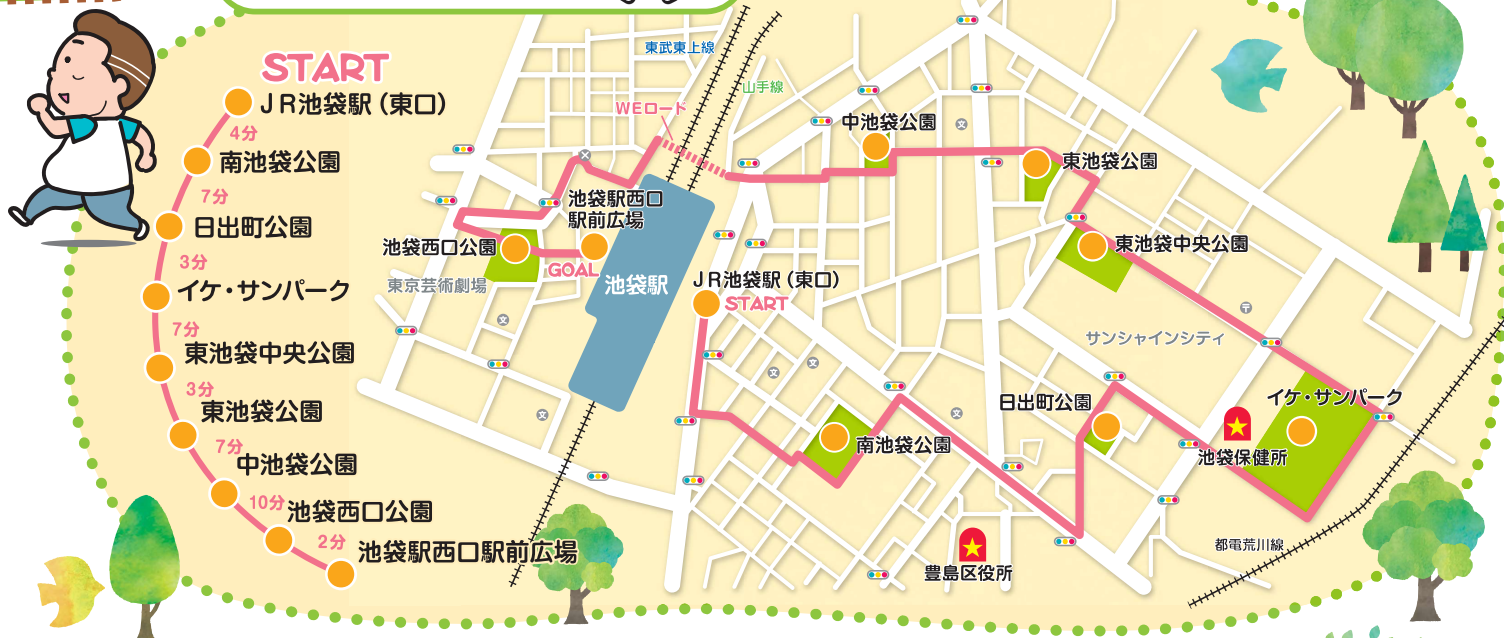 START
JR池袋駅（東口）
4分
南池袋公園
7分
日出町公園
3分
イケ・サンパーク
7分
東池袋中央公園
3分
東池袋公園
7分
中池袋公園
10分
池袋西口公園
2分
池袋駅西口駅前広場
東武東上線
山手線
WEロード
中池袋公園
東池袋公園
池袋駅西口
駅前広場
池袋西口公園
GOAL
東京芸術劇場
池袋駅
東池袋中央公園
JR池袋駅（東口）
START
サンシャインシティ
文
文
文
文
文
イケ・サンパーク
日出町公園
南池袋公園
池袋保健所
都電荒川線
豊島区役所